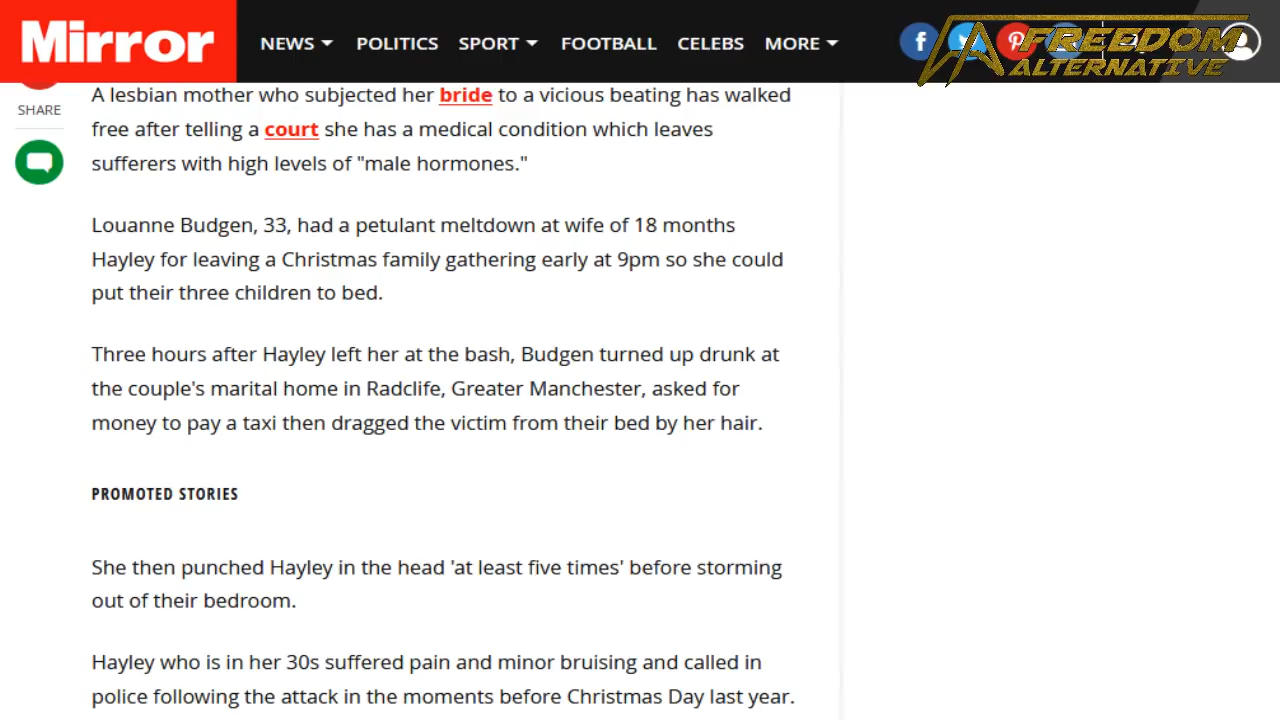 Mirror
NEWS POLITICS SPORT FOOTBALL CELEBS MORE
FREEDOM
ALTERNATIVE
SHARE
A lesbian mother who subjected her bride to a vicious beating has walked
free after telling a court she has a medical condition which leaves
sufferers with high levels of "male hormones."
Louanne Budgen, 33, had a petulant meltdown at wife of 18 months
Hayley for leaving a Christmas family gathering early at 9pm so she could
put their three children to bed.
Three hours after Hayley left her at the bash, Budgen turned up drunk at
the couple's marital home in Radclife, Greater Manchester, asked for
money to pay a taxi then dragged the victim from their bed by her hair.
PROMOTED STORIES
She then punched Hayley in the head 'at least five times' before storming
out of their bedroom.
Hayley who is in her 30s suffered pain and minor bruising and called in
police following the attack in the moments before Christmas Day last year.